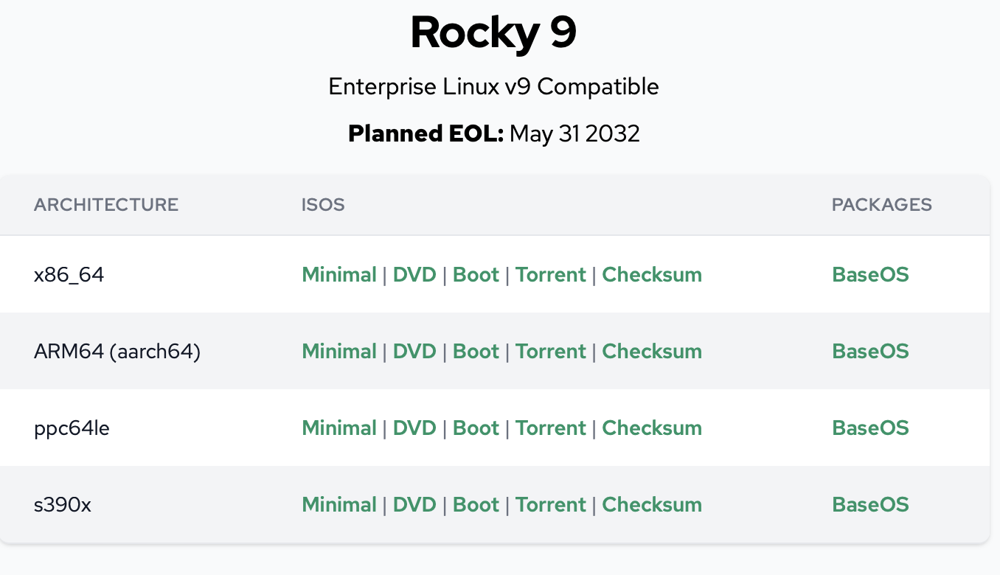 Rocky 9
Enterprise Linux v9 Compatible
Planned EOL: May 31 2032
ARCHITECTURE ISOS PACKAGES
x86_64 Minimal | DVD | Boot | Torrent | Checksum BaseOS
ARM64 (aarch64) Minimal | DVD | Boot | Torrent | Checksum BaseOS
ppc64le Minimal | DVD | Boot | Torrent | Checksum BaseOS
s390x Minimal | DVD | Boot | Torrent | Checksum BaseOS